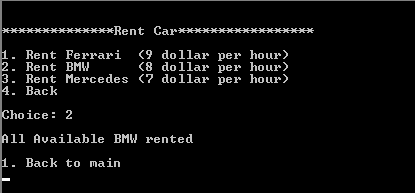 **************Rent Car*****************
1. Rent Ferrari  (9 dollar per hour)
2. Rent BMW      (8 dollar per hour)
3. Rent Mercedes (7 dollar per hour)
4. Back
Choice: 2
All Available BMW rented
1. Back to main